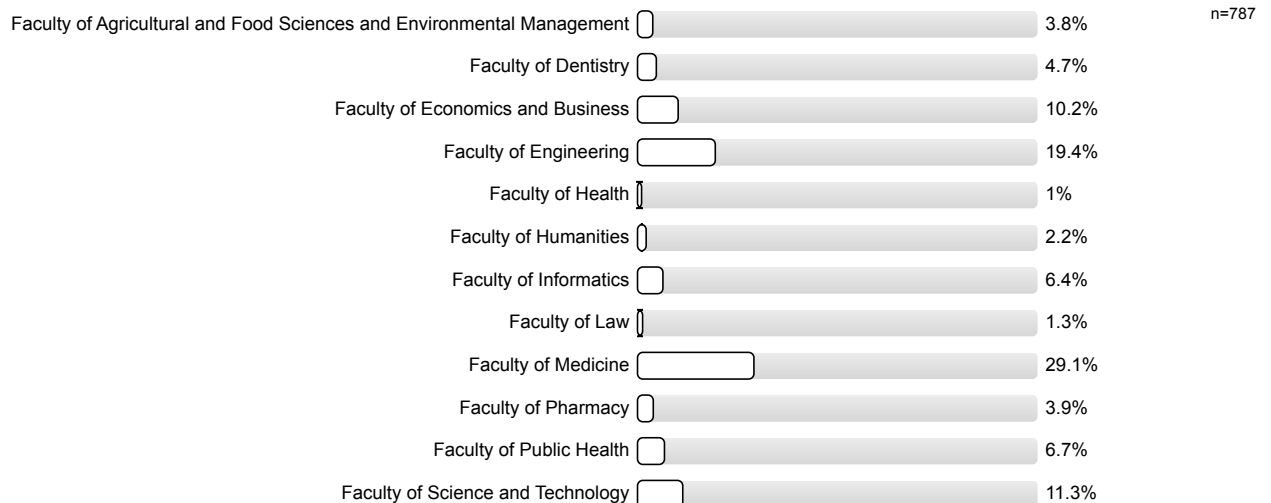 Faculty of Agricultural and Food Sciences and Environmental Management 3.8% n=787
Faculty of Dentistry 4.7%
Faculty of Economics and Business 10.2%
Faculty of Engineering 19.4%
Faculty of Health 1%
Faculty of Humanities 2.2%
Faculty of Informatics 6.4%
Faculty of Law 1.3%
Faculty of Medicine 29.1%
Faculty of Pharmacy 3.9%
Faculty of Public Health 6.7%
Faculty of Science and Technology 11.3%